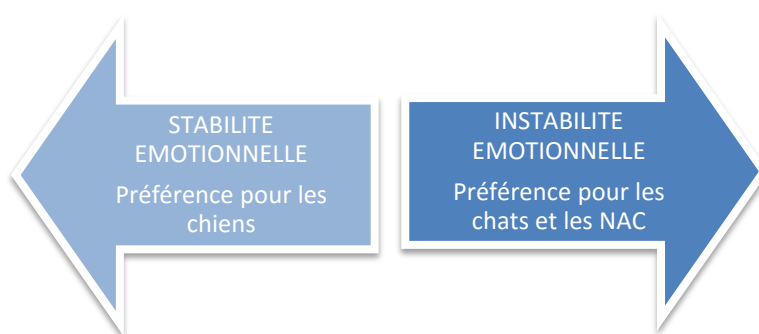 STABILITE
EMOTIONNELLE
Préférence pour les
chiens
INSTABILITE
EMOTIONNELLE
Préférence pour les
chats et les NAC